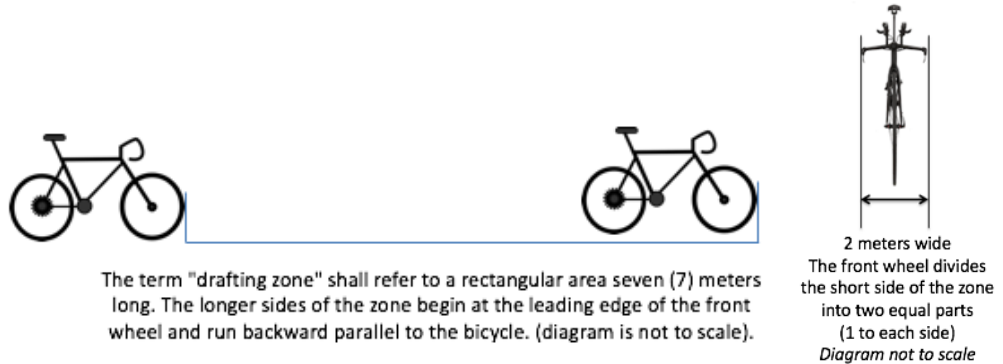 The term "drafting zone" shall refer to a rectangular area seven (7) meters
long. The longer sides of the zone begin at the leading edge of the front
wheel and run backward parallel to the bicycle. (diagram is not to scale).
2 meters wide
The front wheel divides
the short side of the zone
into two equal parts
(1 to each side)
Diagram not to scale